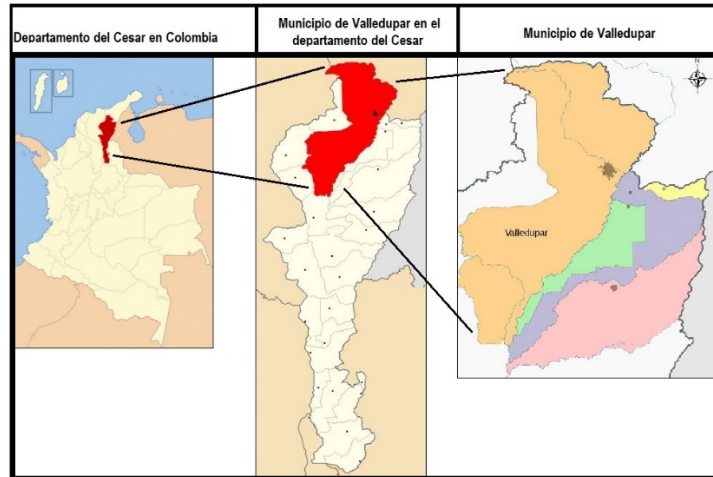 Departamento del Cesar en Colombia
Municipio de Valledupar en el
departamento del Cesar
Municipio de Valledupar
N
Valledupar